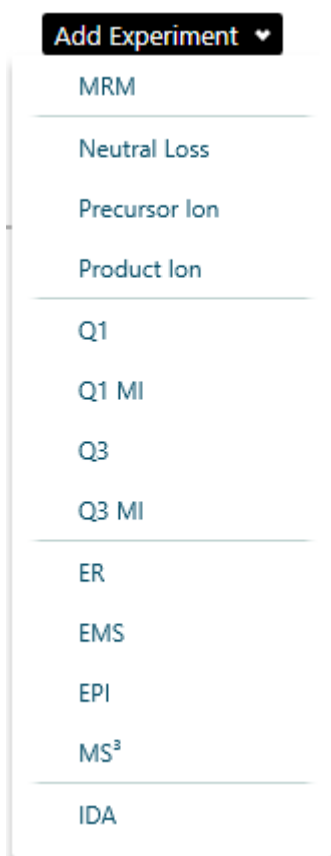 Add Experiment
MRM
Neutral Loss
Precursor Ion
Product Ion
Q1
Q1 MI
Q3
Q3 MI
ER
EMS
EPI
MS³
IDA